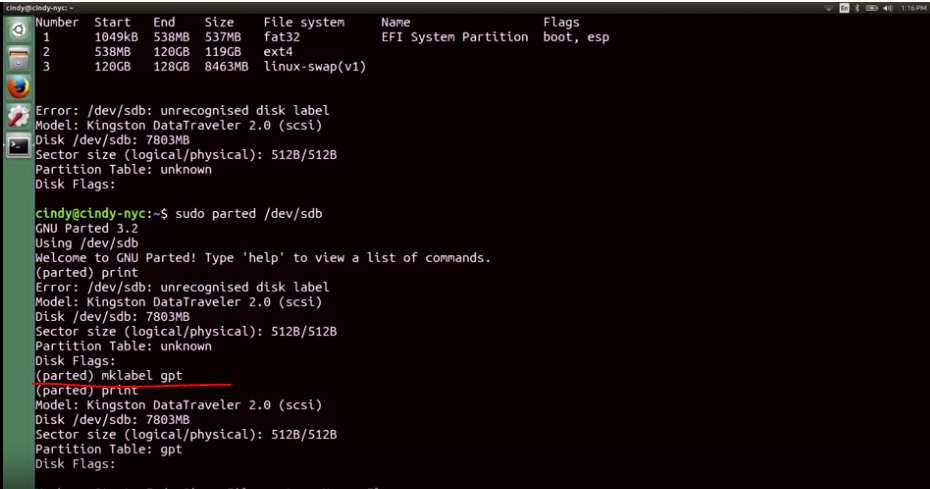 cindy@cindy-nyc: ~ En 1:16 PM
Number Start End Size File system Name Flags
1 1049kB 538MB 537MB fat32 EFI System Partition boot, esp
2 538MB 120GB 119GB ext4
3 120GB 128GB 8463MB linux-swap(v1)
Error: /dev/sdb: unrecognised disk label
Model: Kingston DataTraveler 2.0 (scsi)
Disk /dev/sdb: 7803MB
Sector size (logical/physical): 512B/512B
Partition Table: unknown
Disk Flags:
cindy@cindy-nyc:~$ sudo parted /dev/sdb
GNU Parted 3.2
Using /dev/sdb
Welcome to GNU Parted! Type 'help' to view a list of commands.
(parted) print
Error: /dev/sdb: unrecognised disk label
Model: Kingston DataTraveler 2.0 (scsi)
Disk /dev/sdb: 7803MB
Sector size (logical/physical): 512B/512B
Partition Table: unknown
Disk Flags:
(parted) mklabel gpt
(parted) print
Model: Kingston DataTraveler 2.0 (scsi)
Disk /dev/sdb: 7803MB
Sector size (logical/physical): 512B/512B
Partition Table: gpt
Disk Flags: